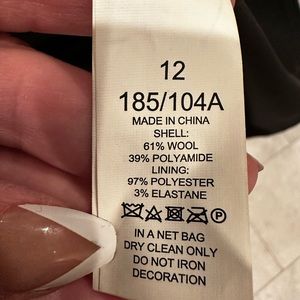 12
185/104A
MADE IN CHINA
SHELL:
61% WOOL
39% POLYAMIDE
LINING:
97% POLYESTER
3% ELASTANE
P
IN A NET BAG
DRY CLEAN ONLY
DO NOT IRON
DECORATION